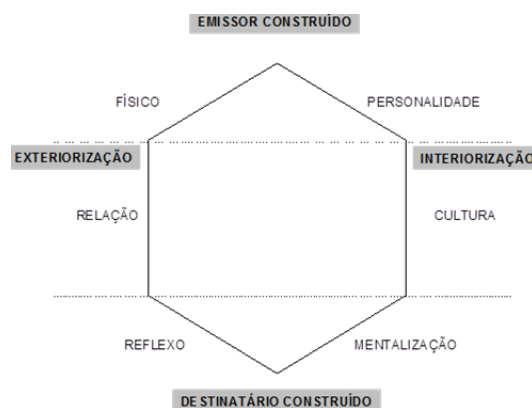 EMISSOR CONSTRUÍDO
FÍSICO
PERSONALIDADE
EXTERIORIZAÇÃO
INTERIORIZAÇÃO
RELAÇÃO
CULTURA
REFLEXO
MENTALIZAÇÃO
DESTINATÁRIO CONSTRUÍDO